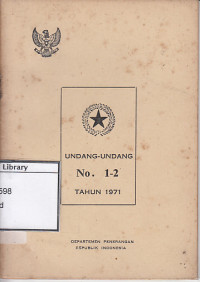 UNDANG-UNDANG
No. 1-2
TAHUN 1971
Library
598
d
DEPARTEMEN PENERANGAN
REPUBLIK INDONESIA